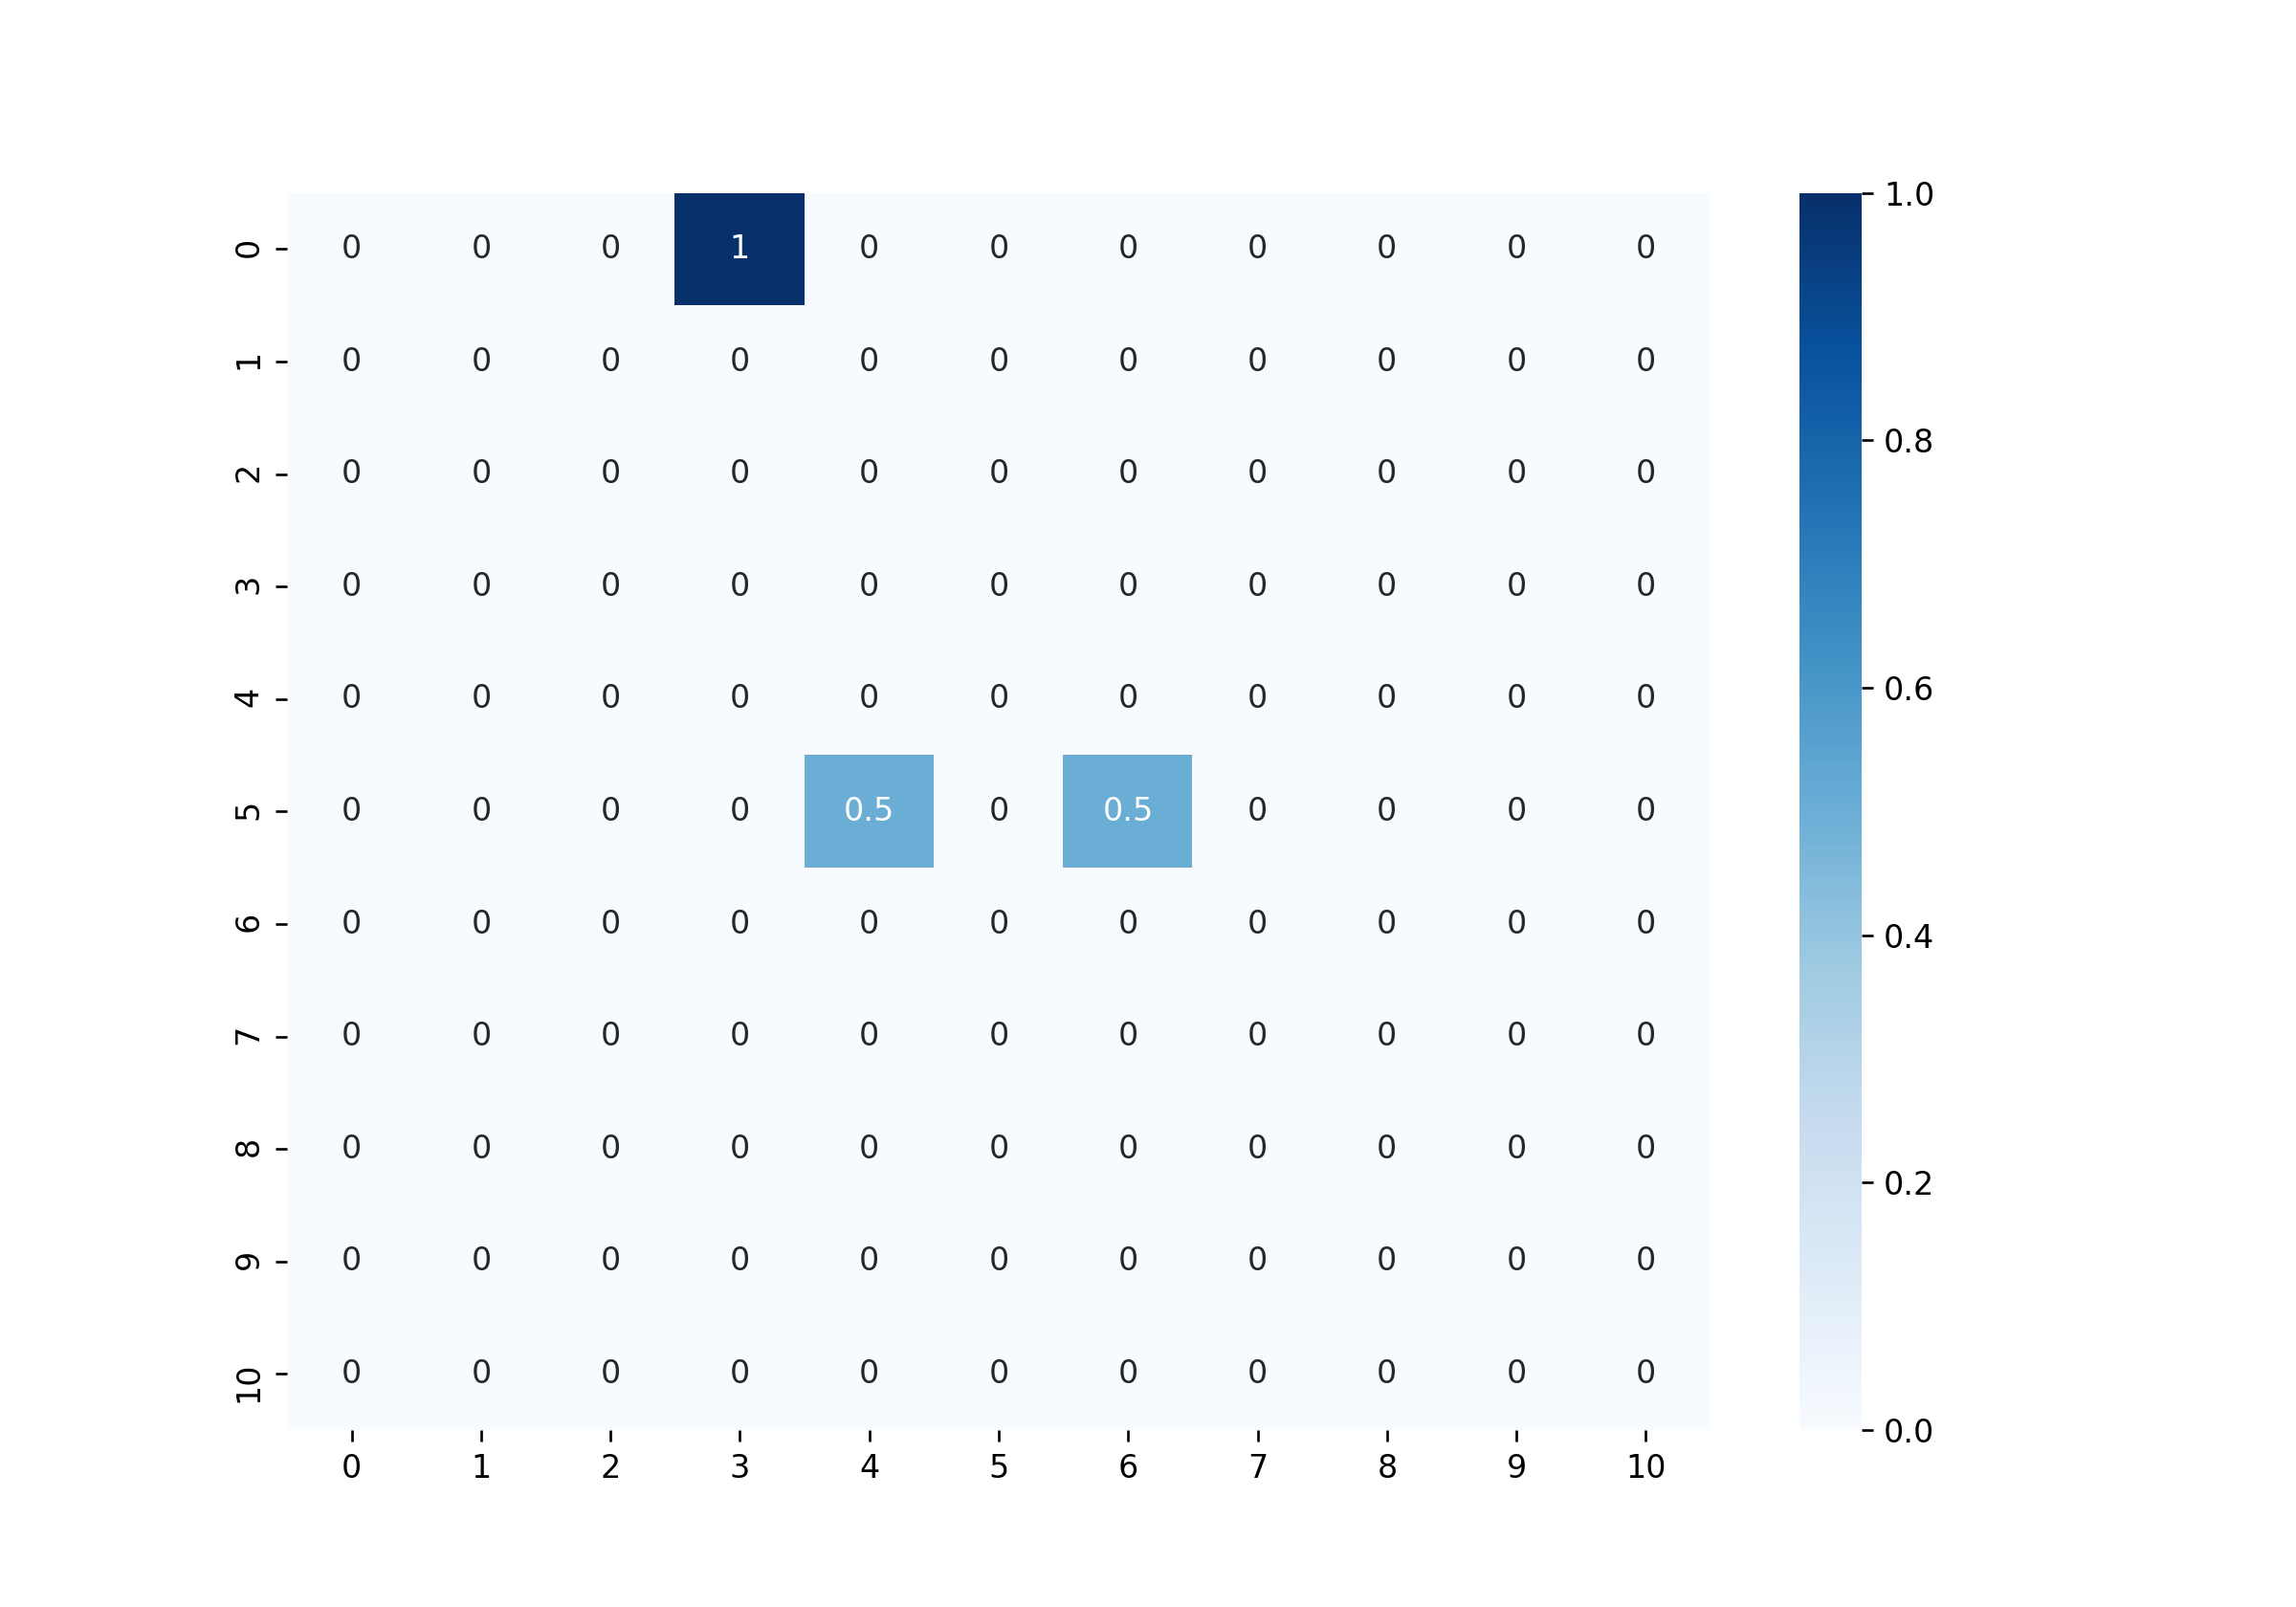 1.0
0 0 0 0 1 0 0 0 0 0 0 0
1 0 0 0 0 0 0 0 0 0 0 0
0.8
2 0 0 0 0 0 0 0 0 0 0 0
3 0 0 0 0 0 0 0 0 0 0 0
0.6
4 0 0 0 0 0 0 0 0 0 0 0
5 0 0 0 0 0.5 0 0.5 0 0 0 0
6 0 0 0 0 0 0 0 0 0 0 0
0.4
7 0 0 0 0 0 0 0 0 0 0 0
8 0 0 0 0 0 0 0 0 0 0 0
0.2
9 0 0 0 0 0 0 0 0 0 0 0
10 0 0 0 0 0 0 0 0 0 0 0
0.0
0 1 2 3 4 5 6 7 8 9 10